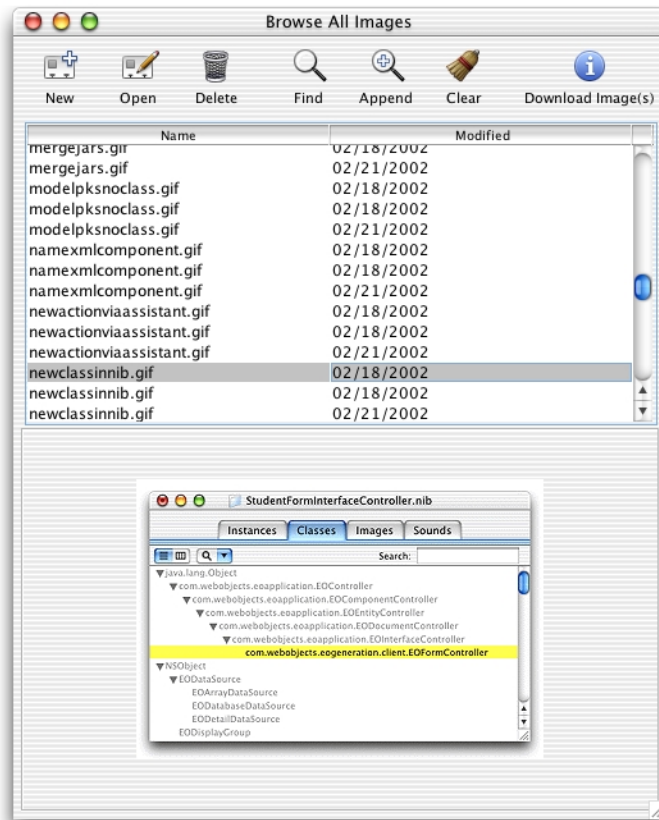 Browse All Images
New Open Delete Find Append Clear Download Image(s)
Name Modified
mergejars.gif 02/18/2002
mergejars.gif 02/21/2002
modelpksnoclass.gif 02/18/2002
modelpksnoclass.gif 02/18/2002
modelpksnoclass.gif 02/21/2002
namexmlcomponent.gif 02/18/2002
namexmlcomponent.gif 02/18/2002
namexmlcomponent.gif 02/21/2002
newactionviaassistant.gif 02/18/2002
newactionviaassistant.gif 02/18/2002
newactionviaassistant.gif 02/21/2002
newclassinnib.gif 02/18/2002
newclassinnib.gif 02/18/2002
newclassinnib.gif 02/21/2002
StudentFormInterfaceController.nib
Instances Classes Images Sounds
Search:
java.lang.Object
com.webobjects.eoapplication.EOController
com.webobjects.eoapplication.EOComponentController
com.webobjects.eoapplication.EOEntityController
com.webobjects.eoapplication.EODocumentController
com.webobjects.eoapplication.EOInterfaceController
com.webobjects.eogeneration.client.EOFormController
NSObject
EODataSource
EOArrayDataSource
EODatabaseDataSource
EODetailDataSource
EODisplayGroup